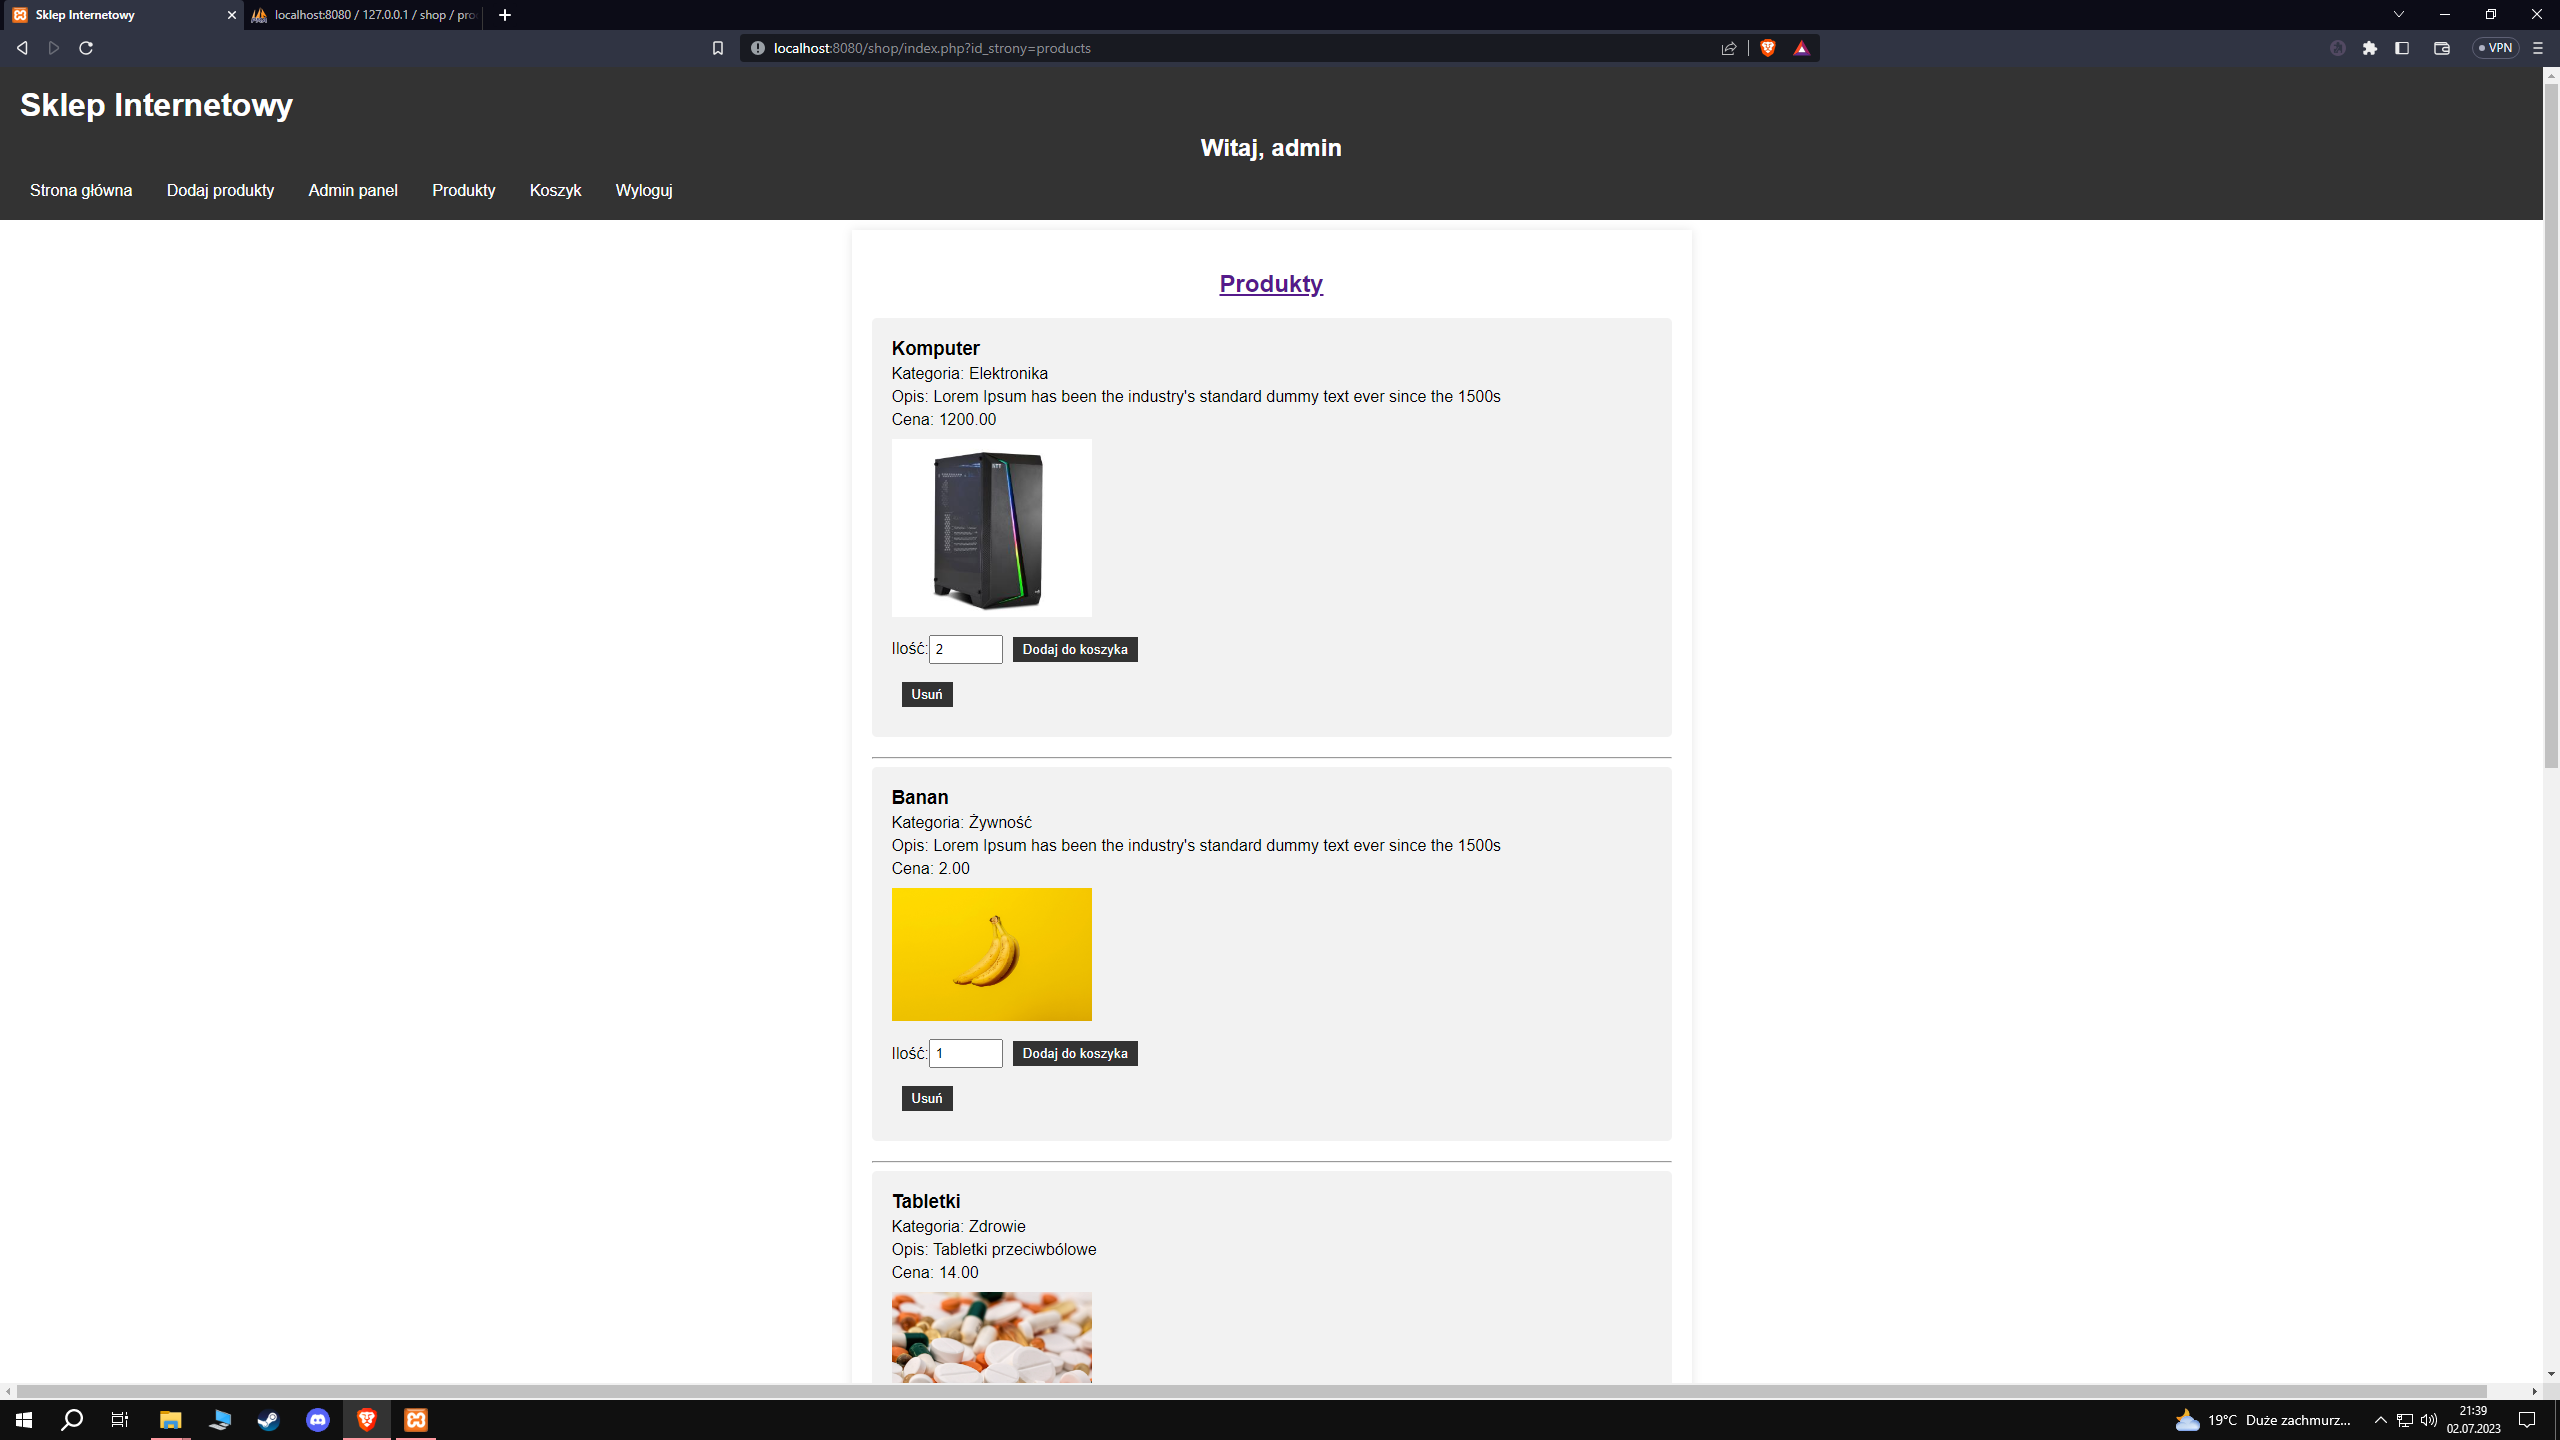 Sklep Internetowy
localhost:8080 / 127.0.0.1 / shop / pro
localhost:8080/shop/index.php?id_strony=products
VPN
Sklep Internetowy
Witaj, admin
Strona główna Dodaj produkty Admin panel Produkty Koszyk Wyloguj
Produkty
Komputer
Kategoria: Elektronika
Opis: Lorem Ipsum has been the industry's standard dummy text ever since the 1500s
Cena: 1200.00
Ilość: 2 Dodaj do koszyka
Usuń
Banan
Kategoria: Żywność
Opis: Lorem Ipsum has been the industry's standard dummy text ever since the 1500s
Cena: 2.00
Ilość: 1 Dodaj do koszyka
Usuń
Tabletki
Kategoria: Zdrowie
Opis: Tabletki przeciwbólowe
Cena: 14.00
19°C Duże zachmurz...
21:39
02.07.2023